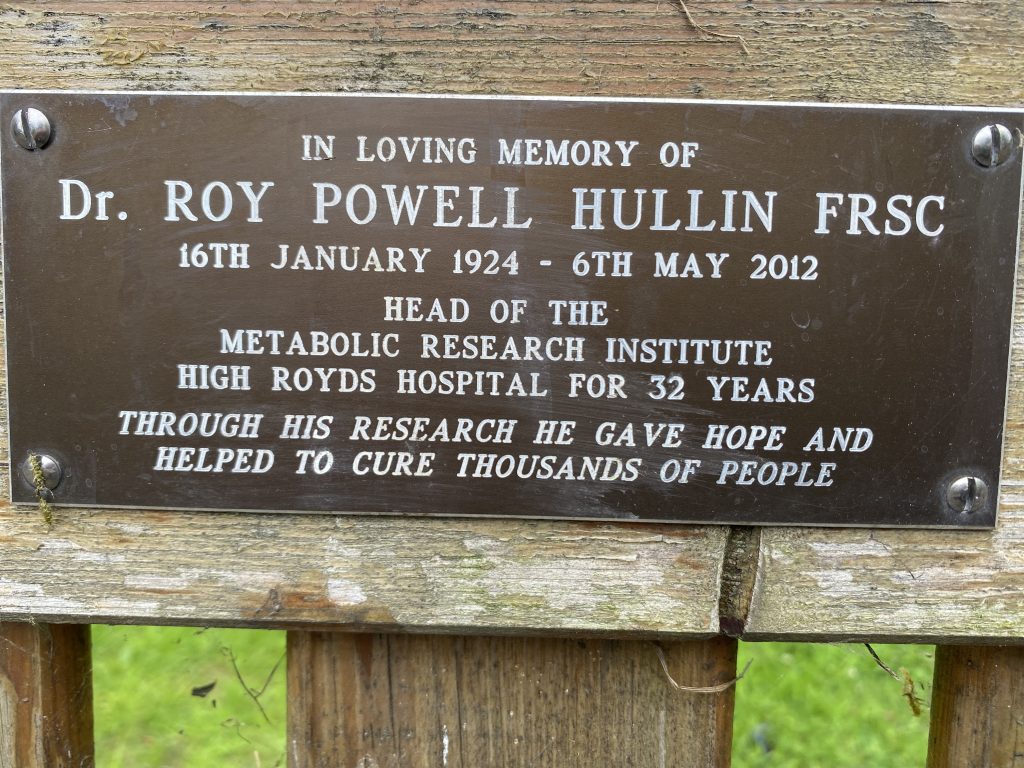 IN LOVING MEMORY OF
Dr. ROY POWELL HULLIN FRSC
16TH JANUARY 1924 - 6TH MAY 2012
HEAD OF THE
METABOLIC RESEARCH INSTITUTE
HIGH ROYDS HOSPITAL FOR 32 YEARS
THROUGH HIS RESEARCH HE GAVE HOPE AND
HELPED TO CURE THOUSANDS OF PEOPLE